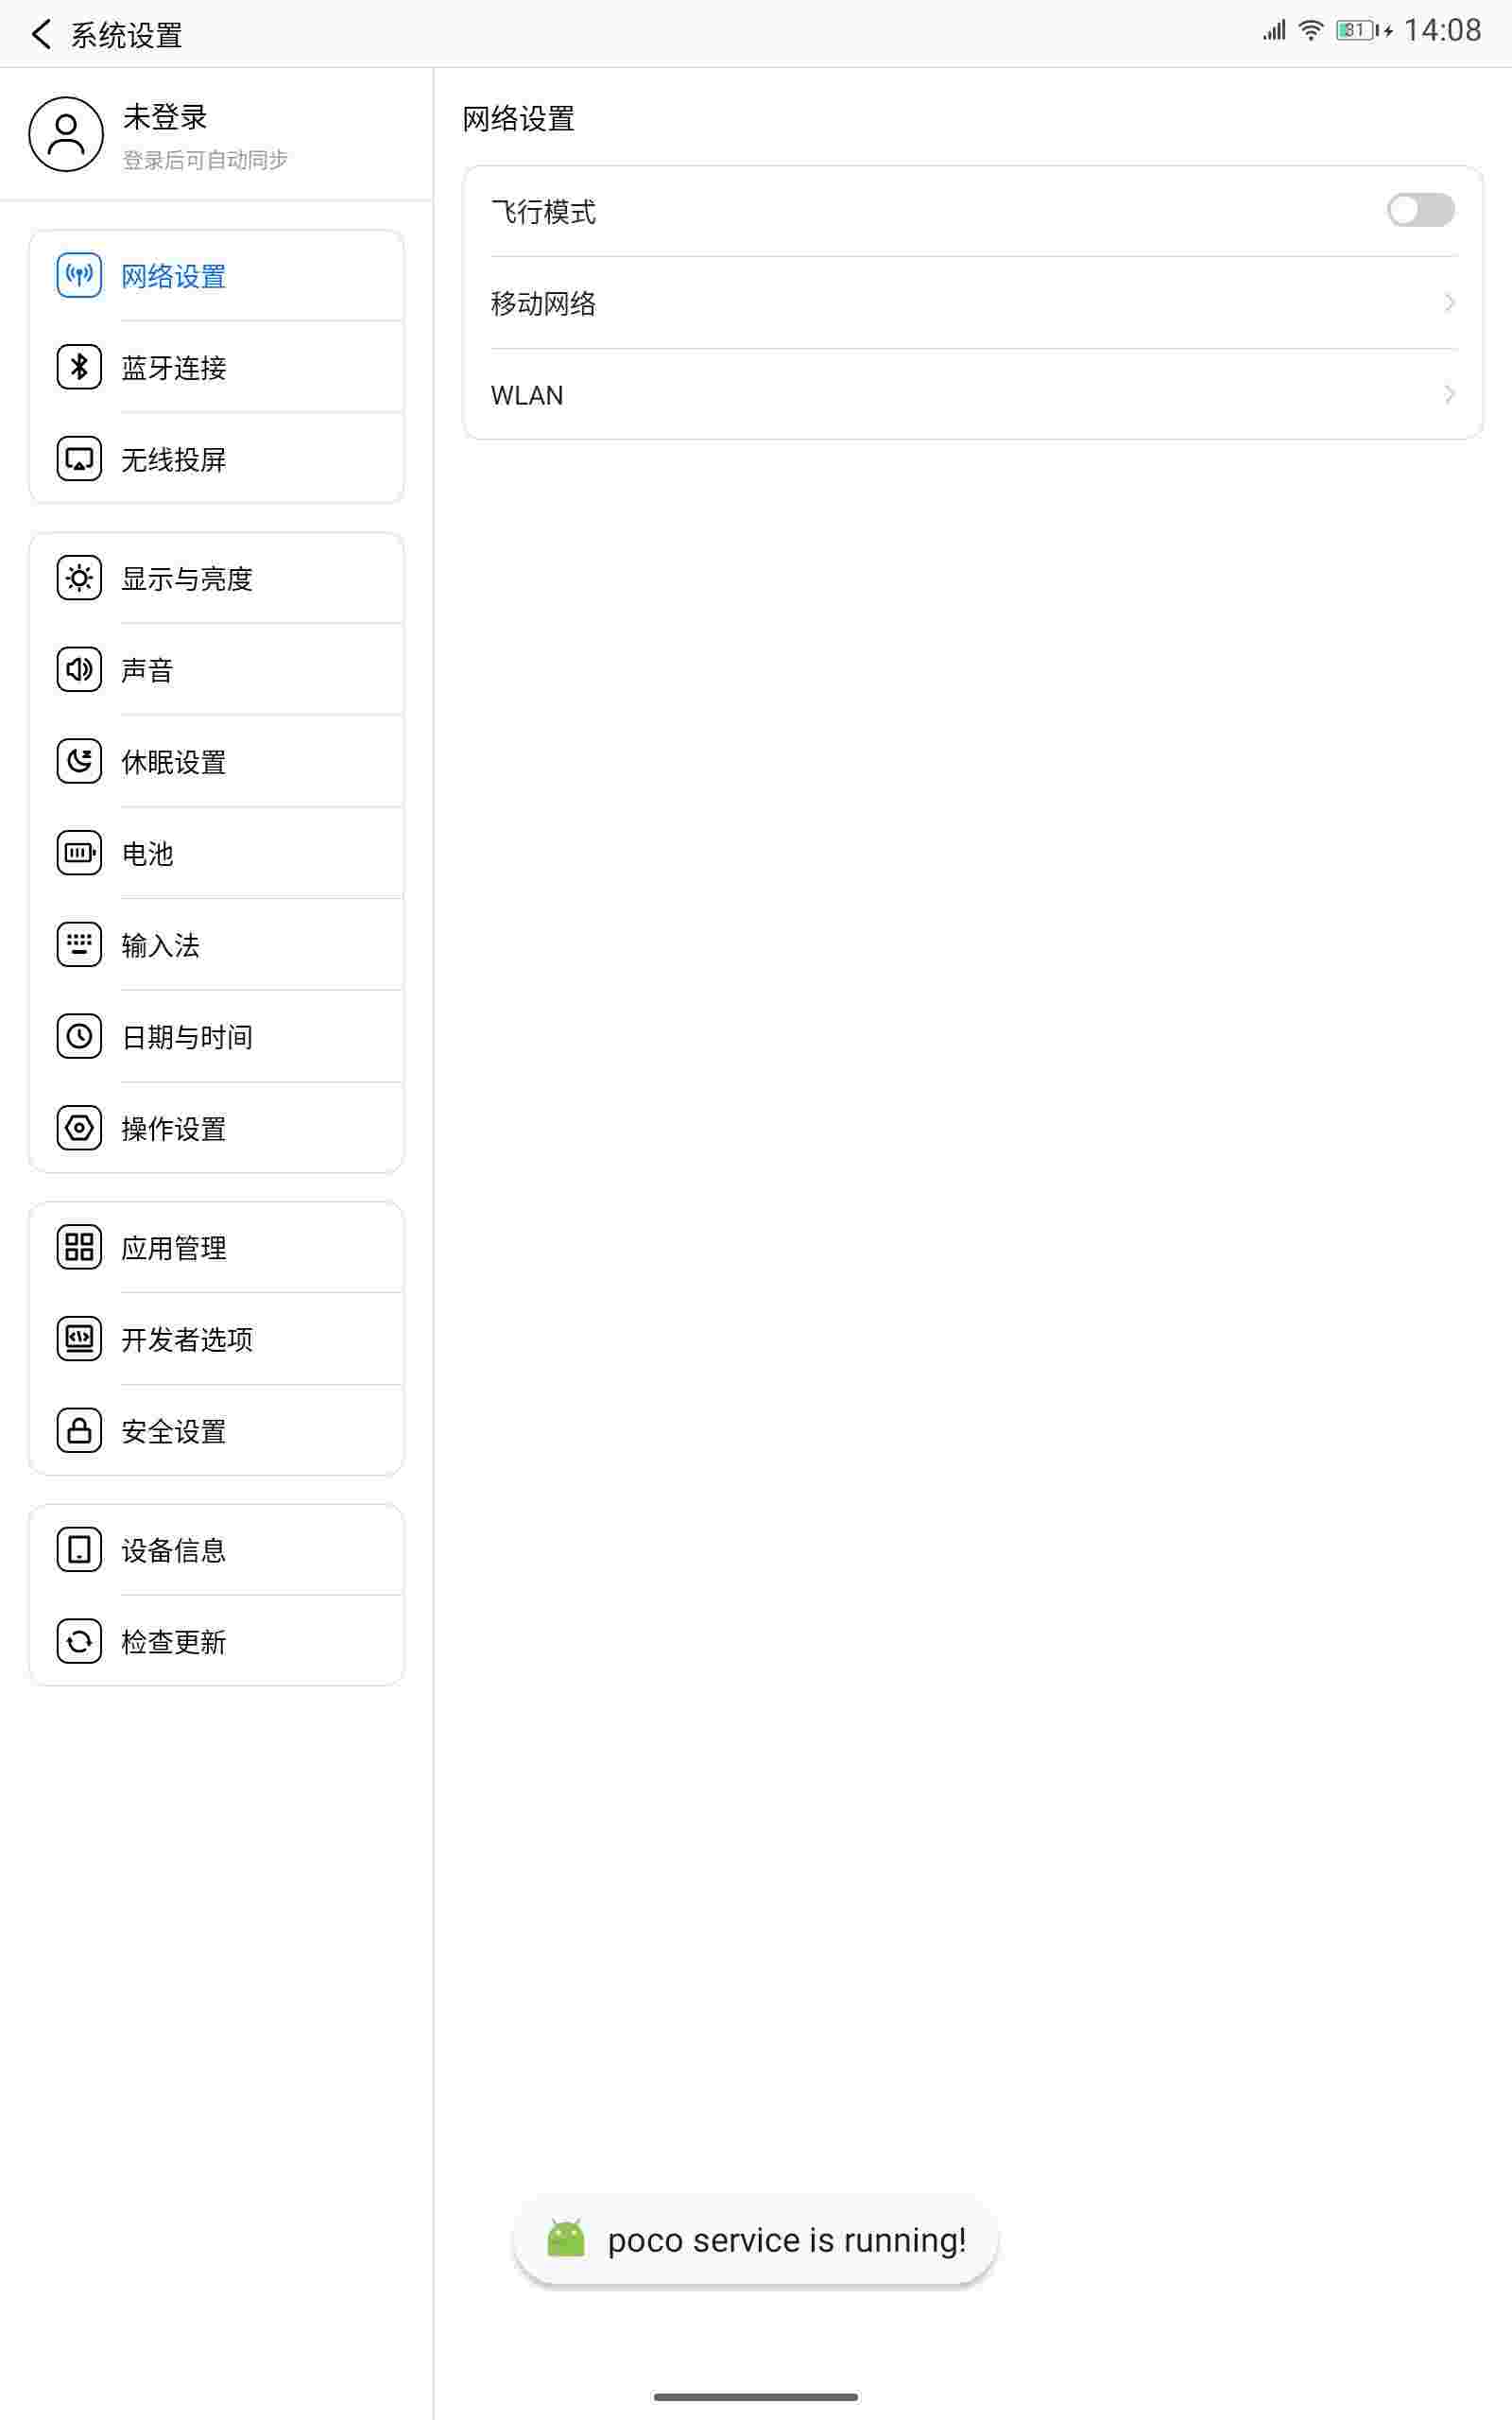 系统设置
81
14:08
未登录
登录后可自动同步
网络设置
蓝牙连接
无线投屏
显示与亮度
声音
休眠设置
电池
输入法
日期与时间
操作设置
应用管理
开发者选项
安全设置
设备信息
检查更新
网络设置
飞行模式
移动网络
WLAN
poco service is running!